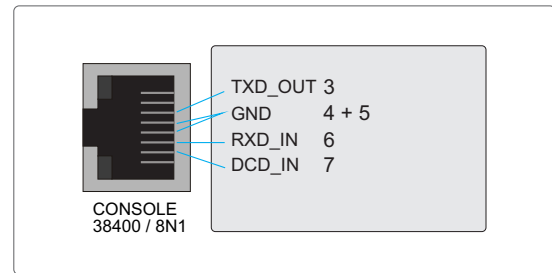 TXD_OUT 3
GND 4 + 5
RXD_IN 6
DCD_IN 7
CONSOLE
38400 / 8N1